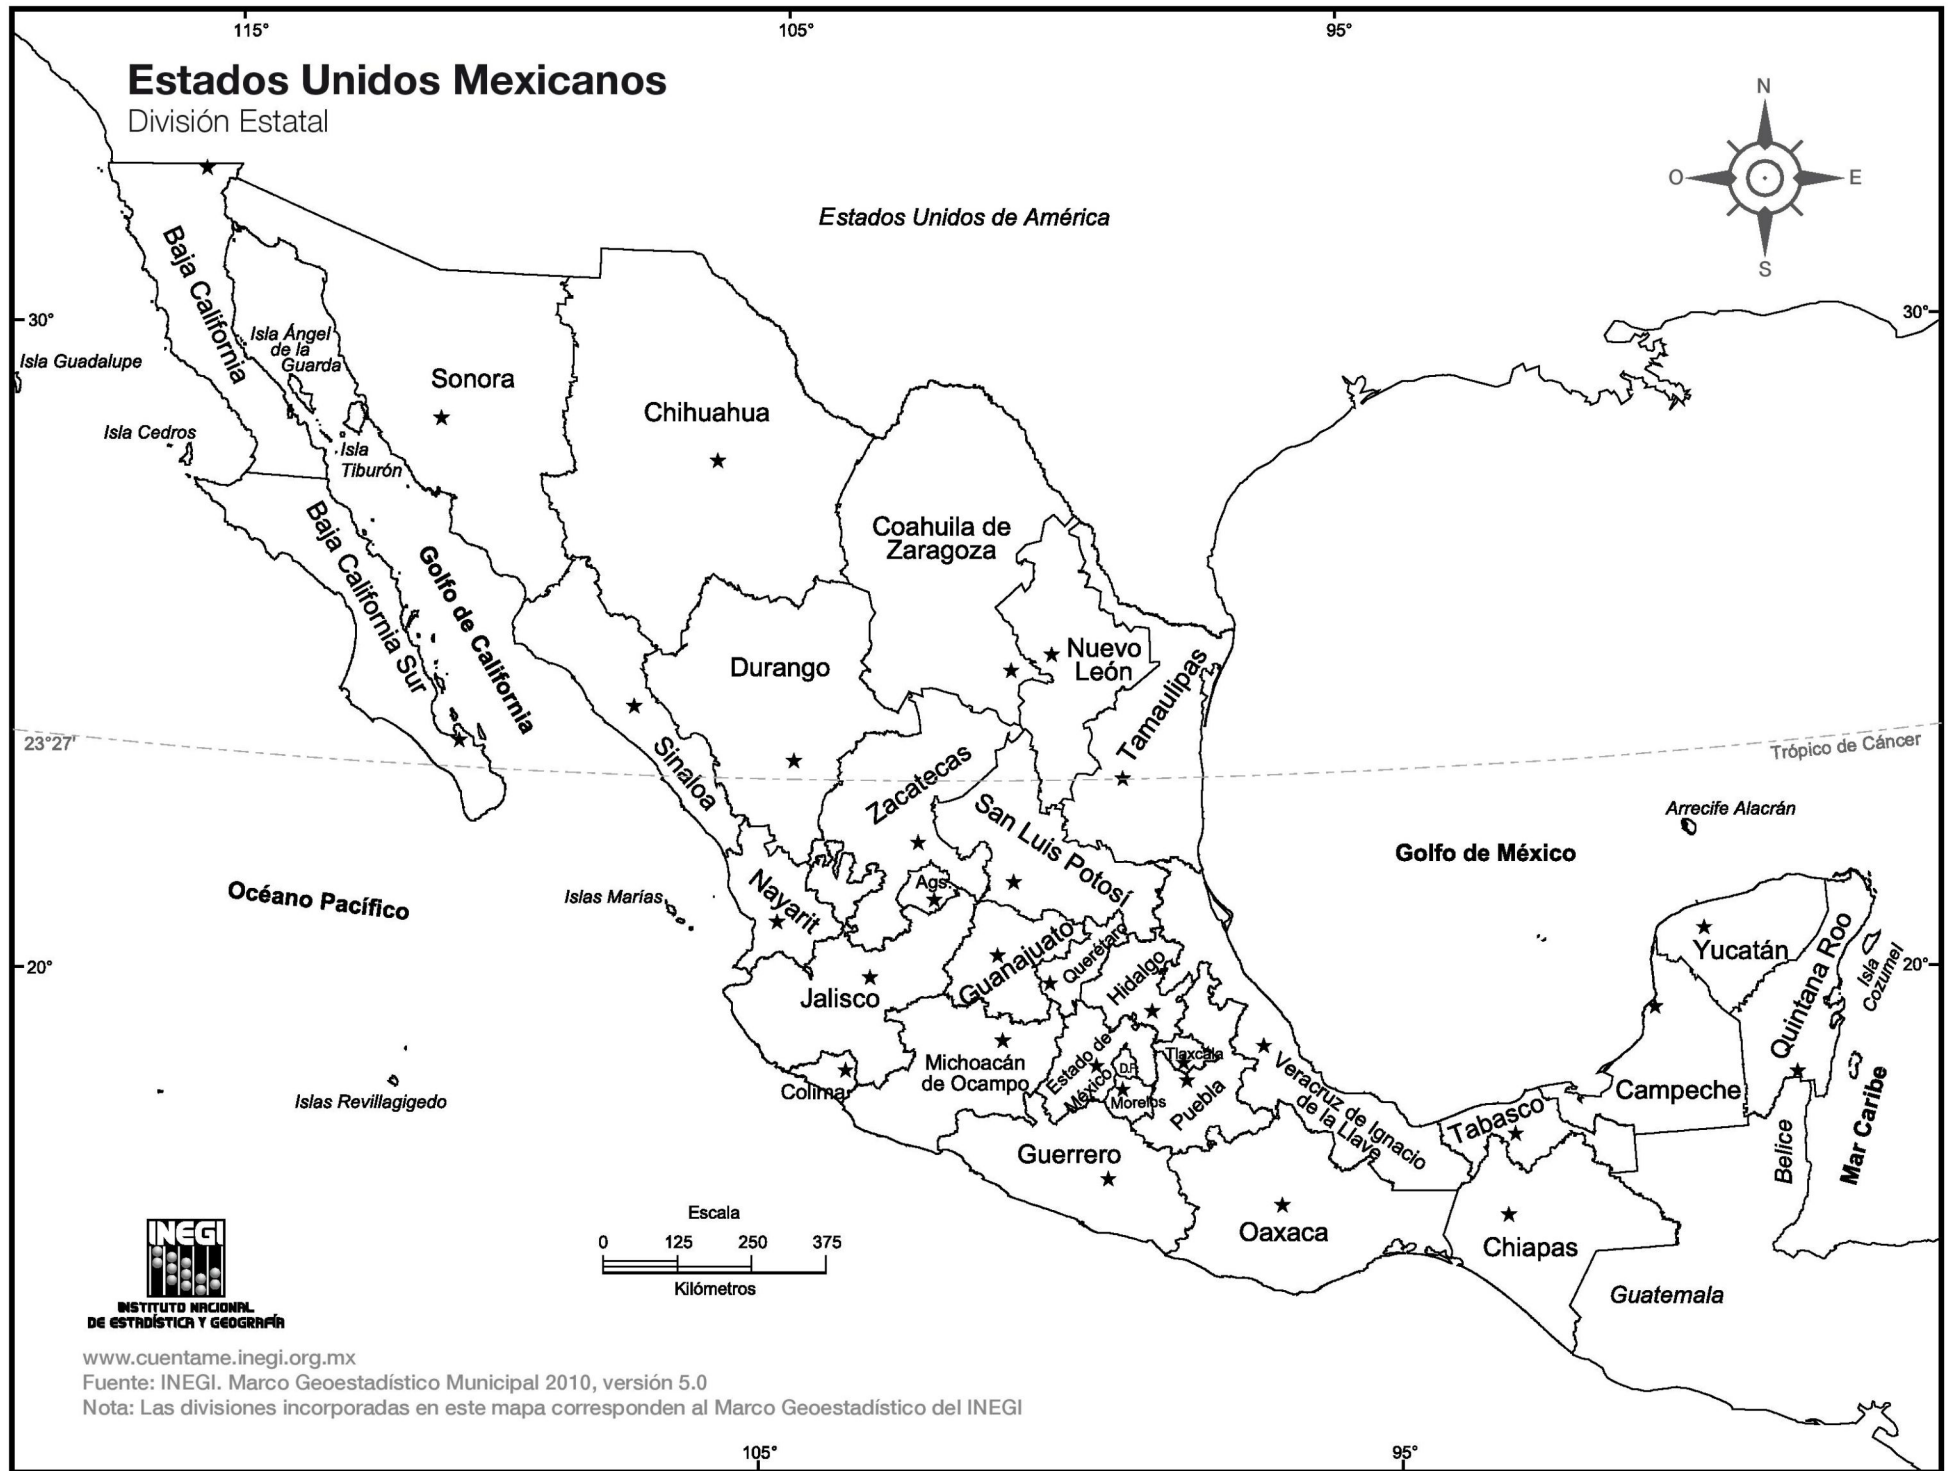 115°
105°
95°
Estados Unidos Mexicanos
División Estatal
N
O
E
S
Estados Unidos de América
30°
30°
Baja California
Isla Ángel
de la
Guarda
Isla Guadalupe
Sonora
Chihuahua
Isla Cedros
Isla
Tiburón
Coahuila de
Zaragoza
Baja California Sur
Golfo de California
Nuevo
León
Durango
Tamaulipas
23°27'
Trópico de Cáncer
Sinaloa
Zacatecas
San Luis Potosí
Arrecife Alacrán
Golfo de México
Océano Pacífico
Islas Marías
Nayarit
Ags.
Guanajuato
Querétaro
Hidalgo
Yucatán
Quintana Roo
Isla
Cozumel
20°
20°
Jalisco
Michoacán
de Ocampo
Estado de
México
D.F.
Tlaxcala
Morelos
Puebla
Veracruz de Ignacio
de la Llave
Colima
Campeche
Tabasco
Islas Revillagigedo
Belice
Mar Caribe
Guerrero
Oaxaca
Chiapas
Guatemala
Escala
0 125 250 375
Kilómetros
INEGI
INSTITUTO NACIONAL
DE ESTADÍSTICA Y GEOGRAFÍA
www.cuentame.inegi.org.mx
Fuente: INEGI. Marco Geoestadístico Municipal 2010, versión 5.0
Nota: Las divisiones incorporadas en este mapa corresponden al Marco Geoestadístico del INEGI
105°
95°